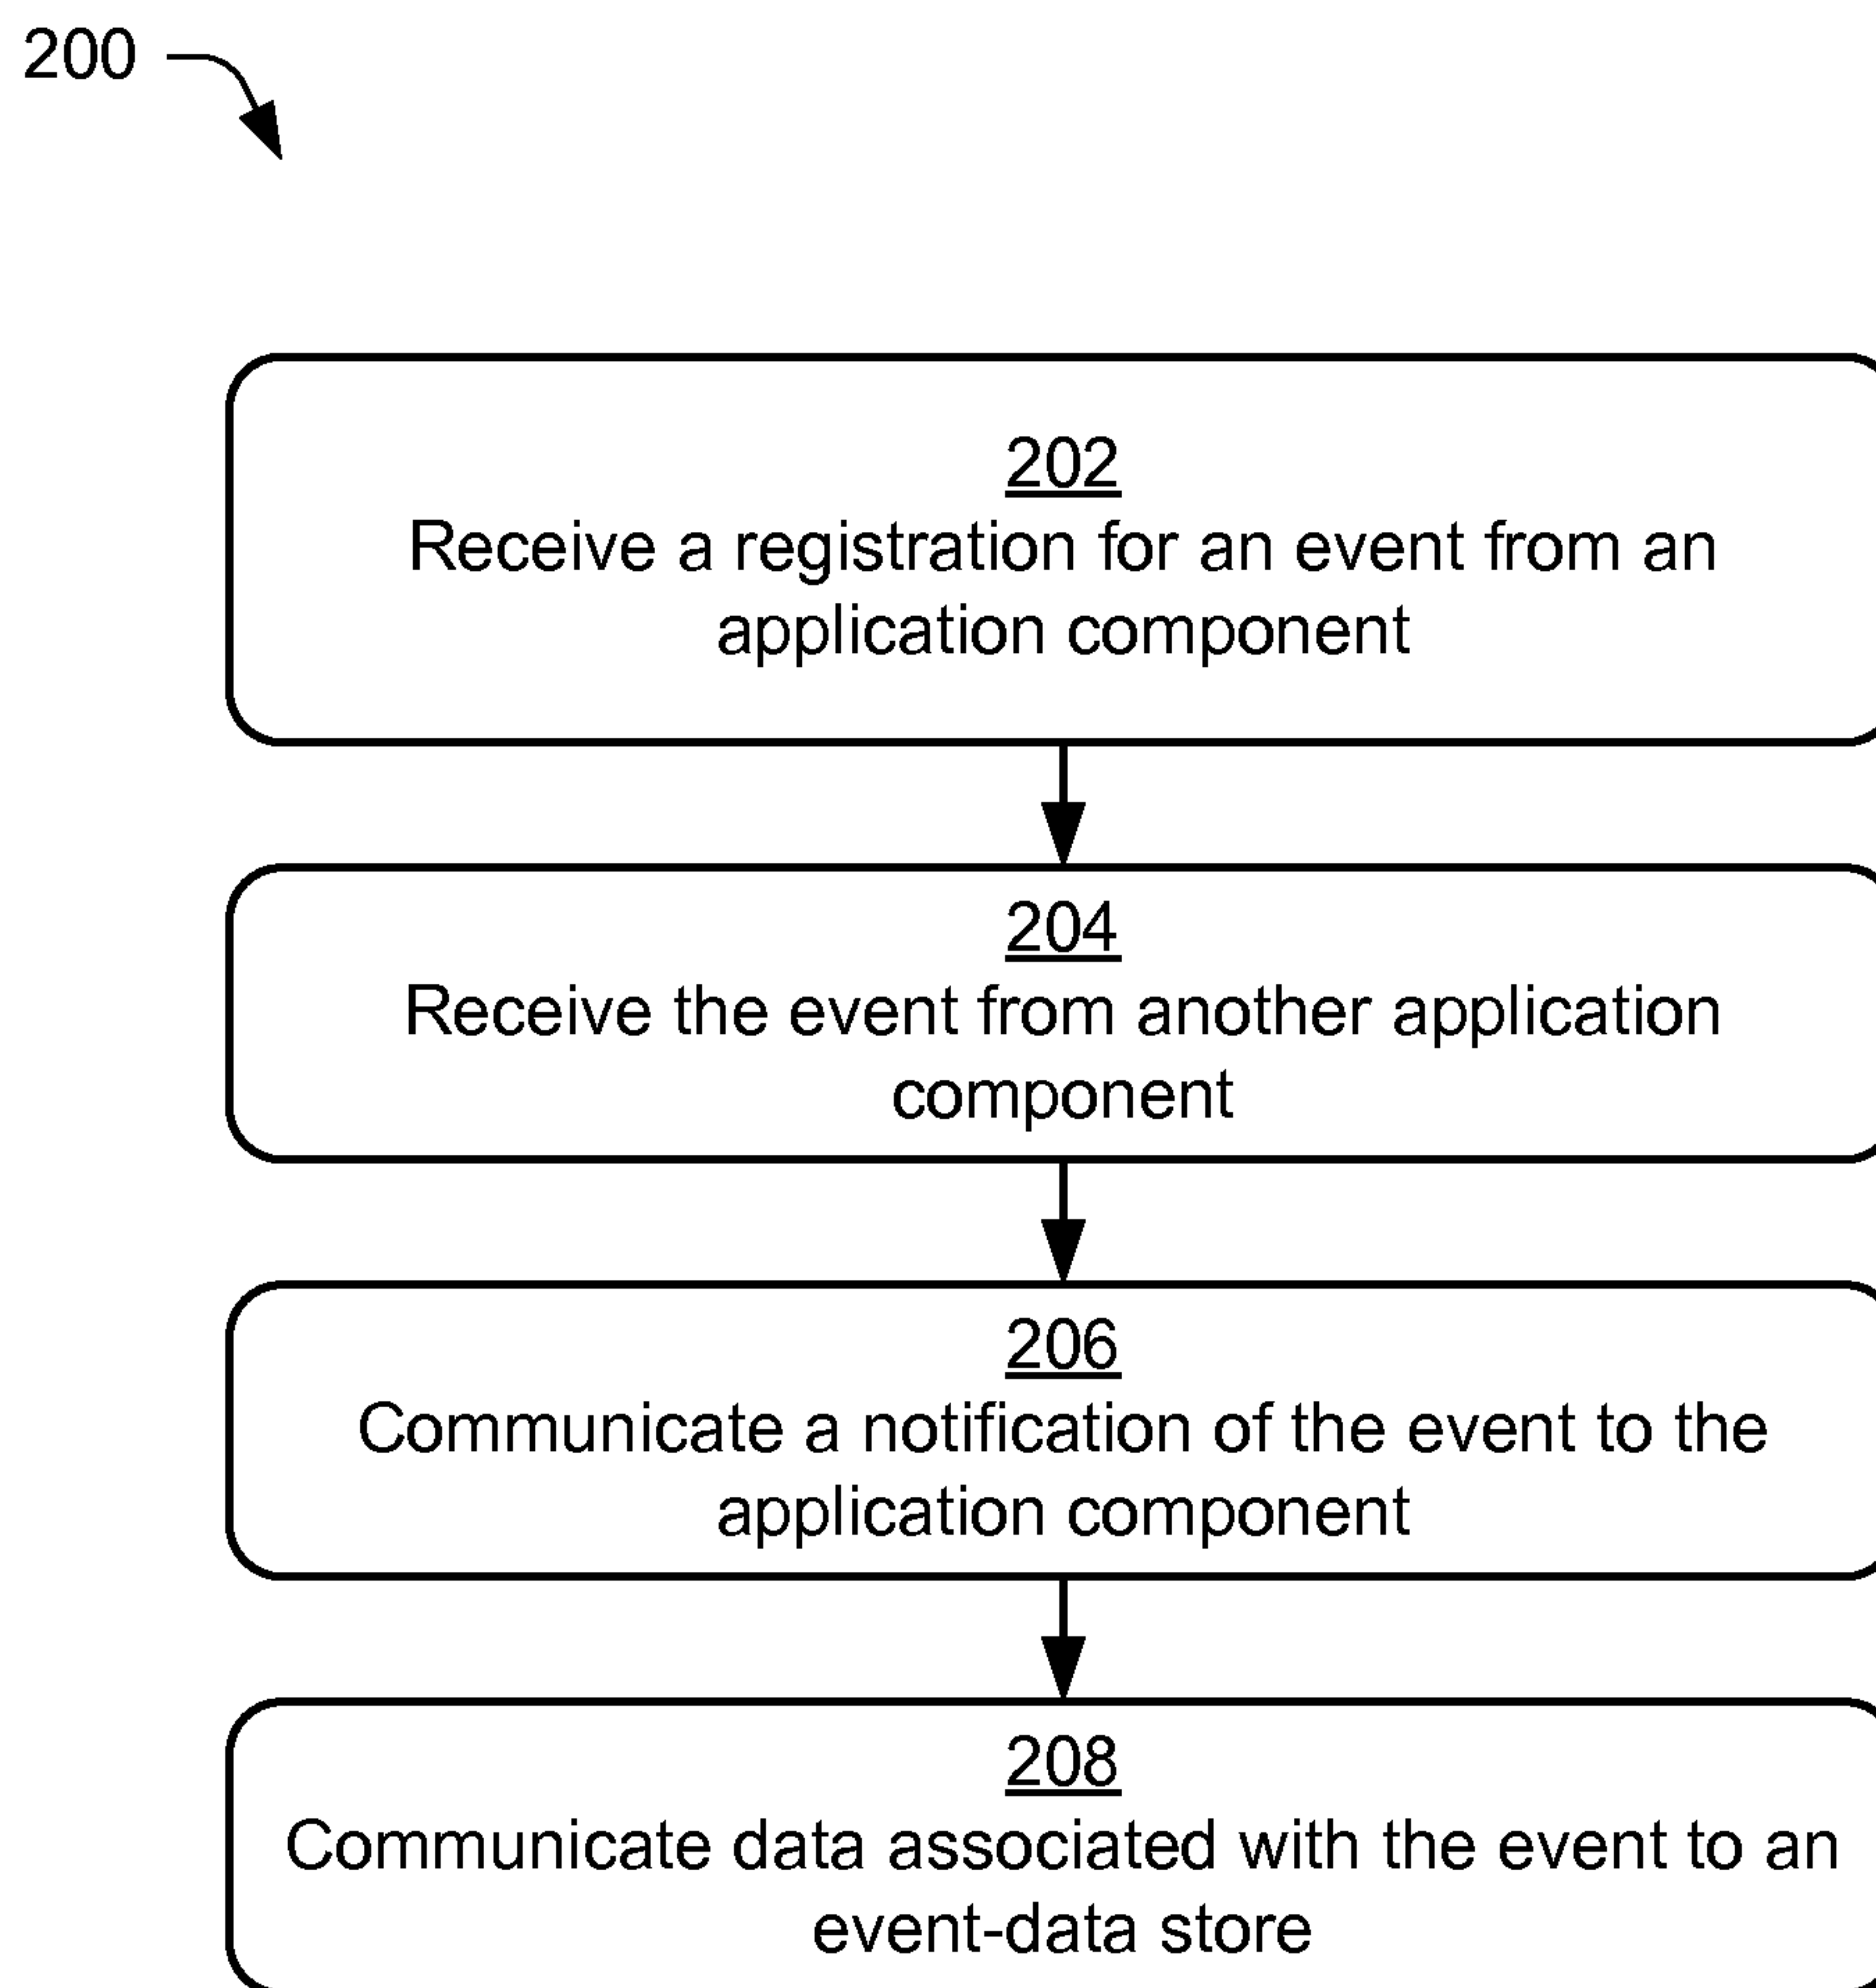 200
202
Receive a registration for an event from an
application component
204
Receive the event from another application
component
206
Communicate a notification of the event to the
application component
208
Communicate data associated with the event to an
event-data store